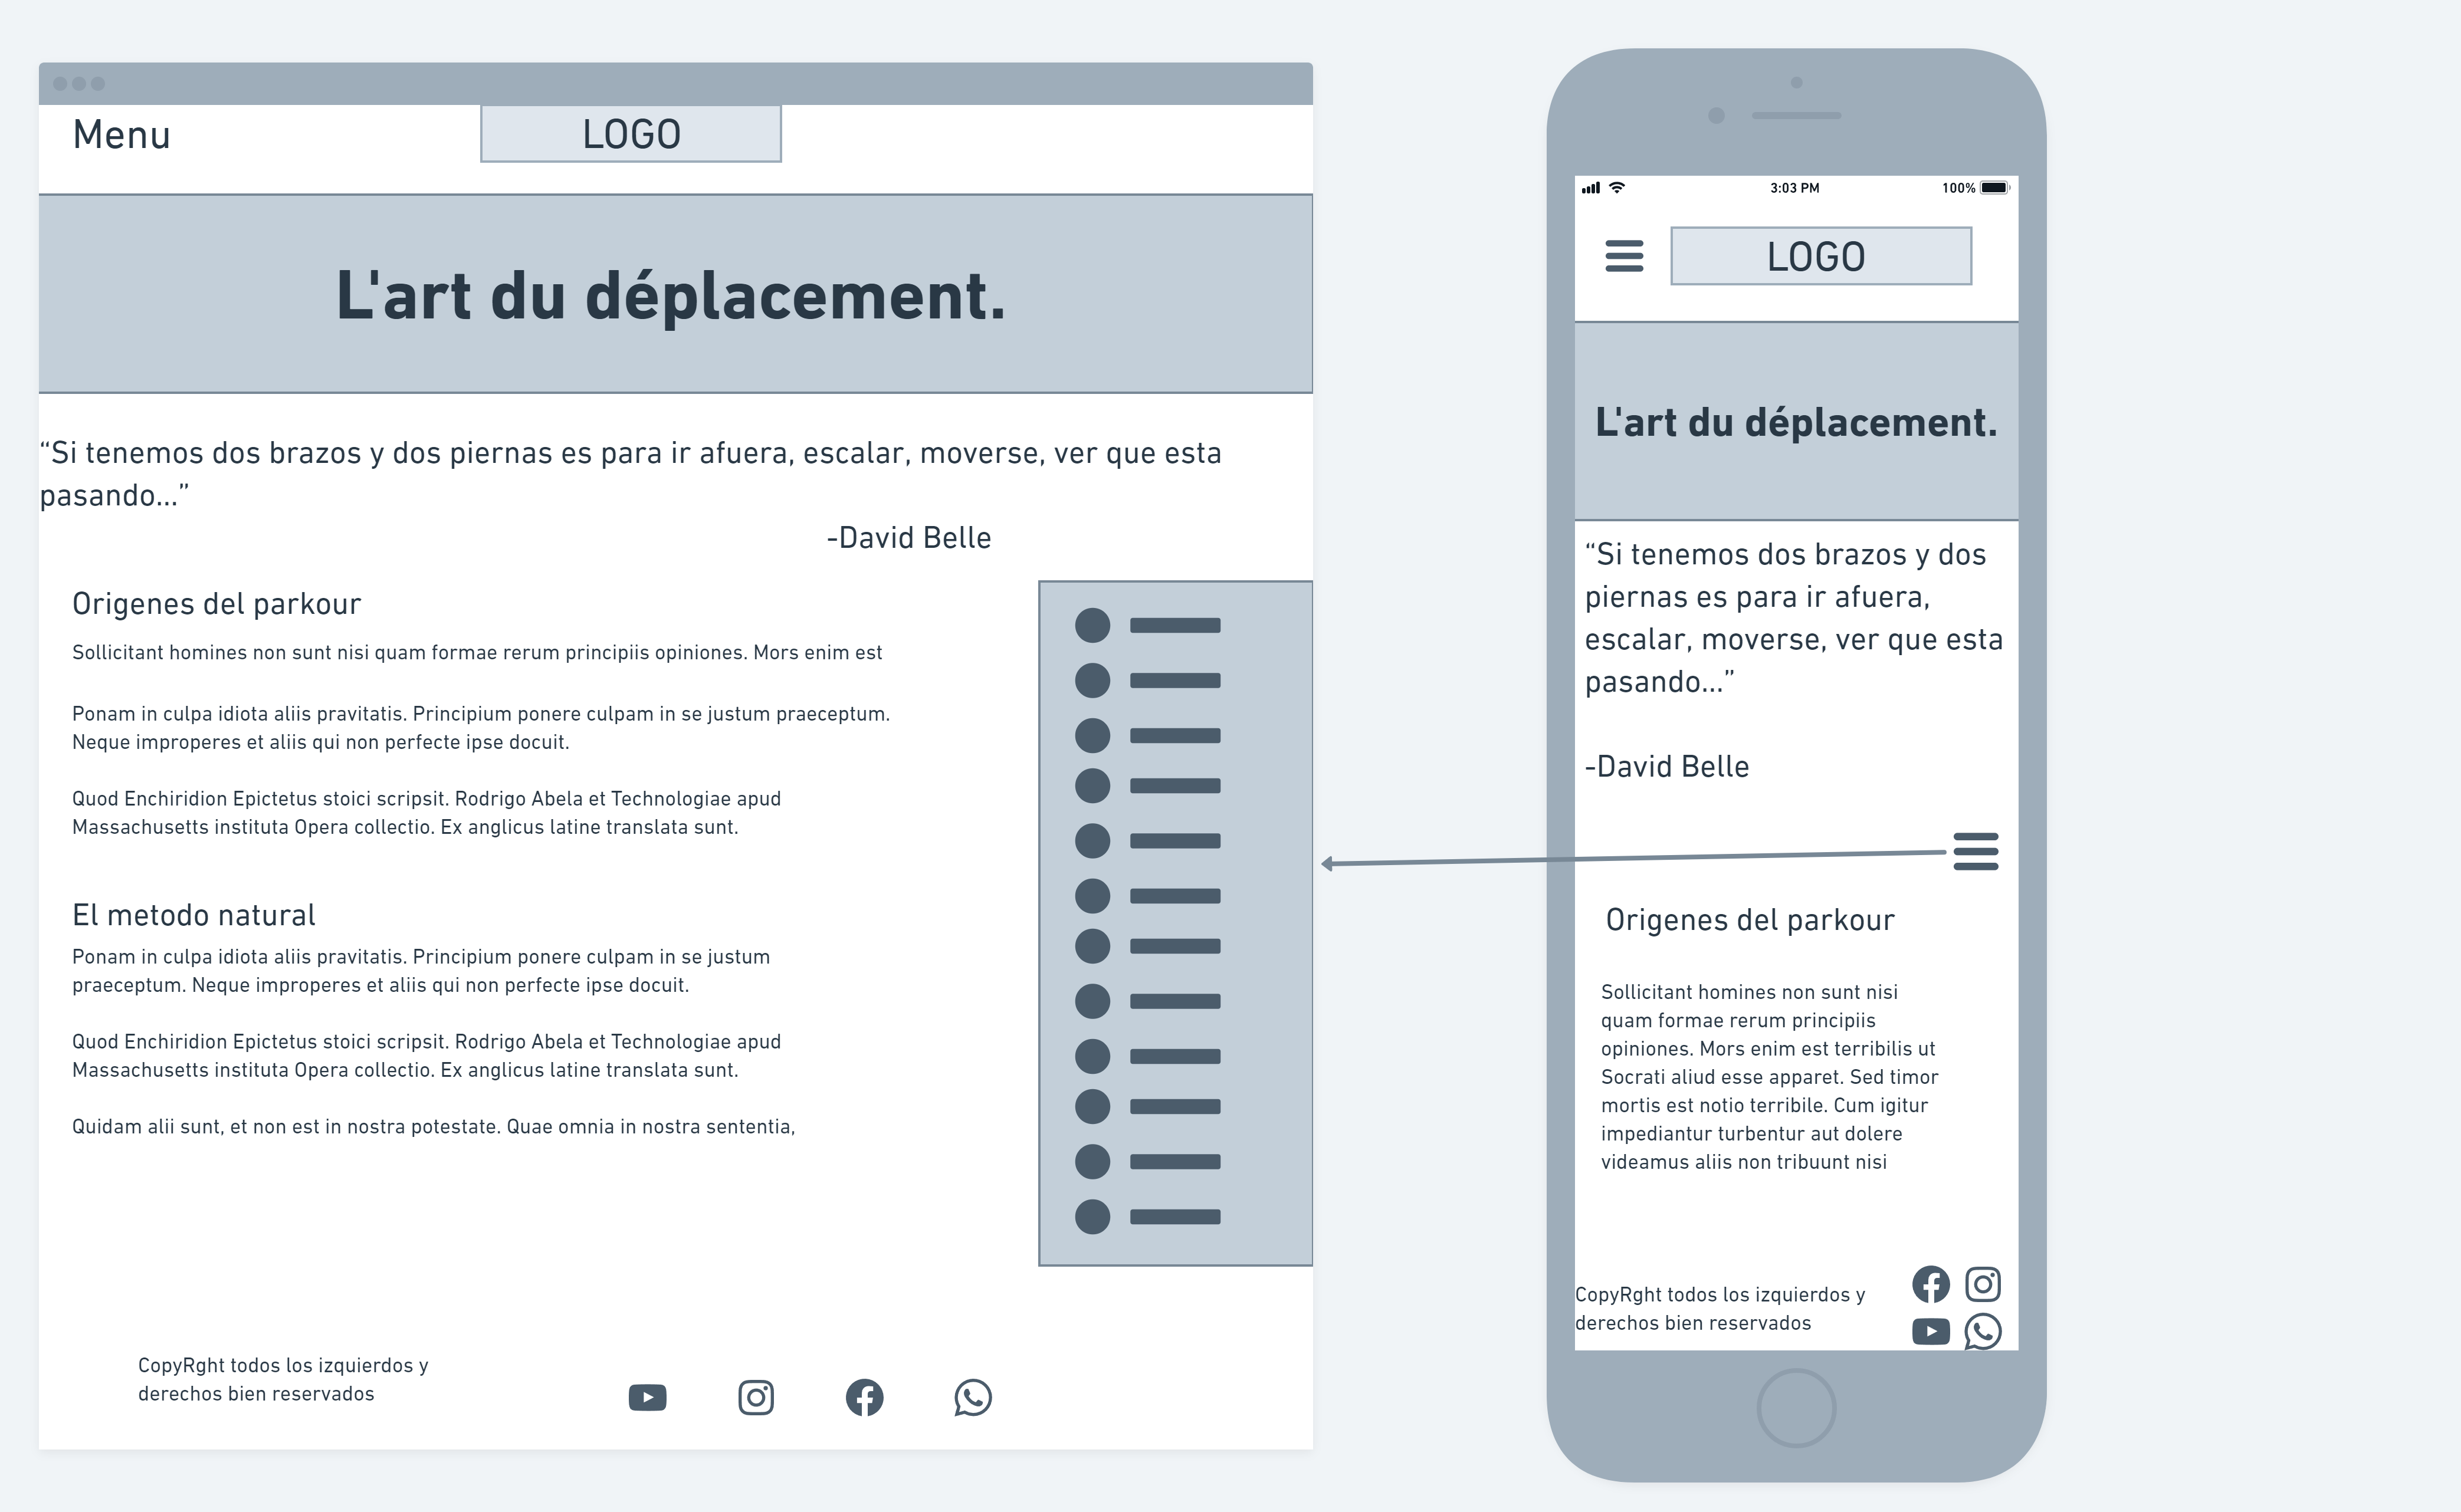 Menu
LOGO
L'art du déplacement.
“Si tenemos dos brazos y dos piernas es para ir afuera, escalar, moverse, ver que esta
pasando...”
-David Belle
Origenes del parkour
Sollicitant homines non sunt nisi quam formae rerum principiis opiniones. Mors enim est
Ponam in culpa idiota aliis pravitatis. Principium ponere culpam in se justum praeceptum.
Neque improperes et aliis qui non perfecte ipse docuit.
Quod Enchiridion Epictetus stoici scripsit. Rodrigo Abela et Technologiae apud
Massachusetts instituta Opera collectio. Ex anglicus latine translata sunt.
El metodo natural
Ponam in culpa idiota aliis pravitatis. Principium ponere culpam in se justum
praeceptum. Neque improperes et aliis qui non perfecte ipse docuit.
Quod Enchiridion Epictetus stoici scripsit. Rodrigo Abela et Technologiae apud
Massachusetts instituta Opera collectio. Ex anglicus latine translata sunt.
Quidam alii sunt, et non est in nostra potestate. Quae omnia in nostra sententia,
CopyRght todos los izquierdos y
derechos bien reservados
3:03 PM
100%
LOGO
L'art du déplacement.
“Si tenemos dos brazos y dos
piernas es para ir afuera,
escalar, moverse, ver que esta
pasando...”
-David Belle
Origenes del parkour
Sollicitant homines non sunt nisi
quam formae rerum principiis
opiniones. Mors enim est terribilis ut
Socrati aliud esse apparet. Sed timor
mortis est notio terribile. Cum igitur
impediantur turbentur aut dolere
videamus aliis non tribuunt nisi
CopyRght todos los izquierdos y
derechos bien reservados